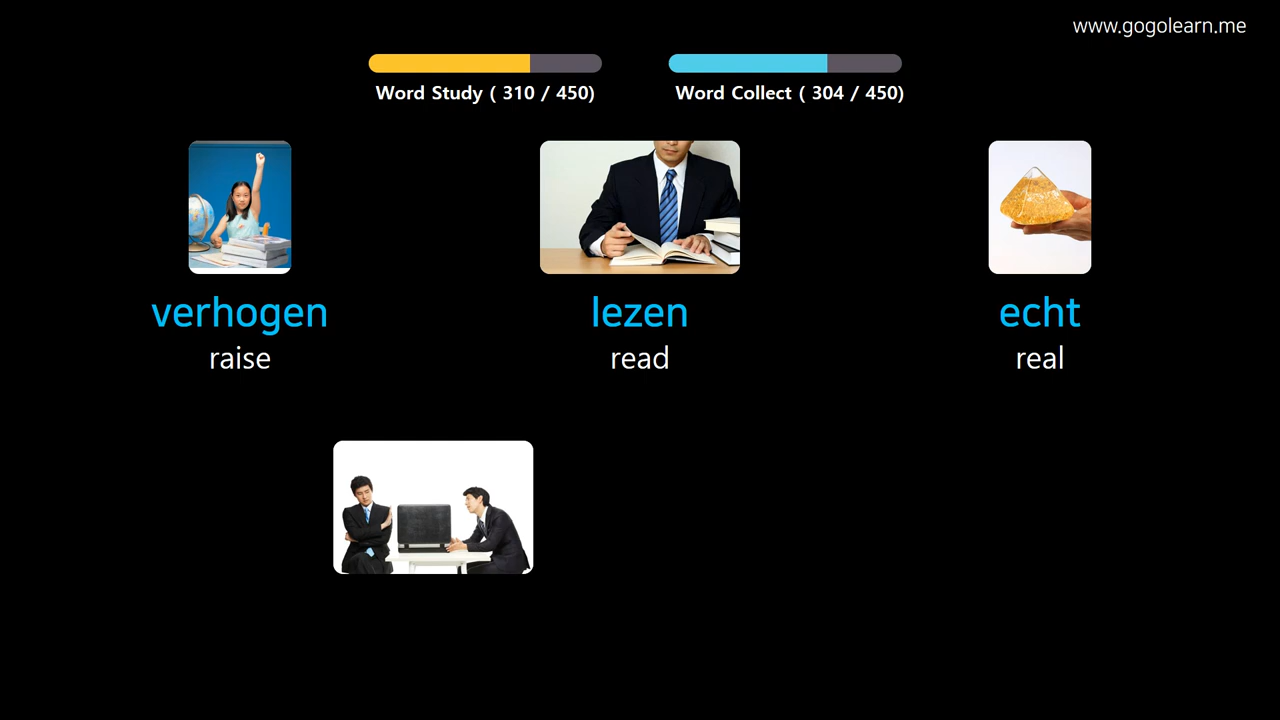 www.gogolearn.me
Word Study ( 310 / 450)
Word Collect ( 304 / 450)
verhogen
lezen
echt
raise
read
real